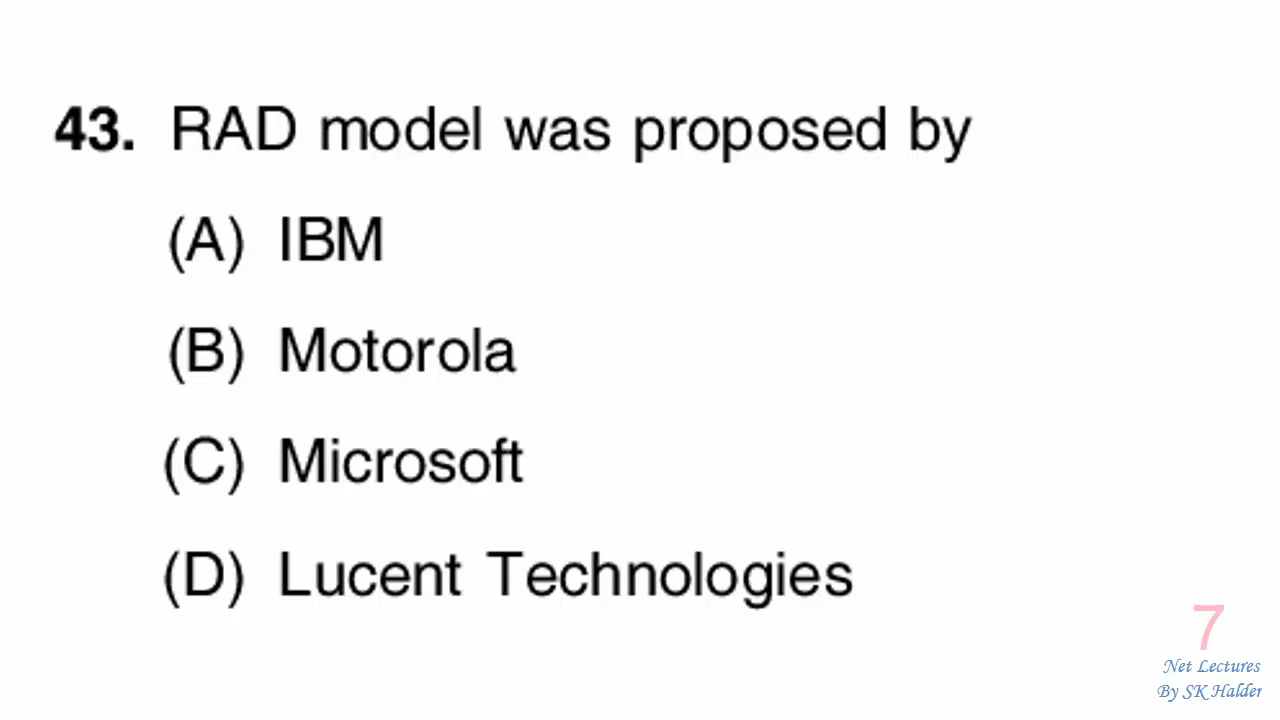 43. RAD model was proposed by
(A) IBM
(B) Motorola
(C) Microsoft
(D) Lucent Technologies
7
Net Lectures
By SK Halder